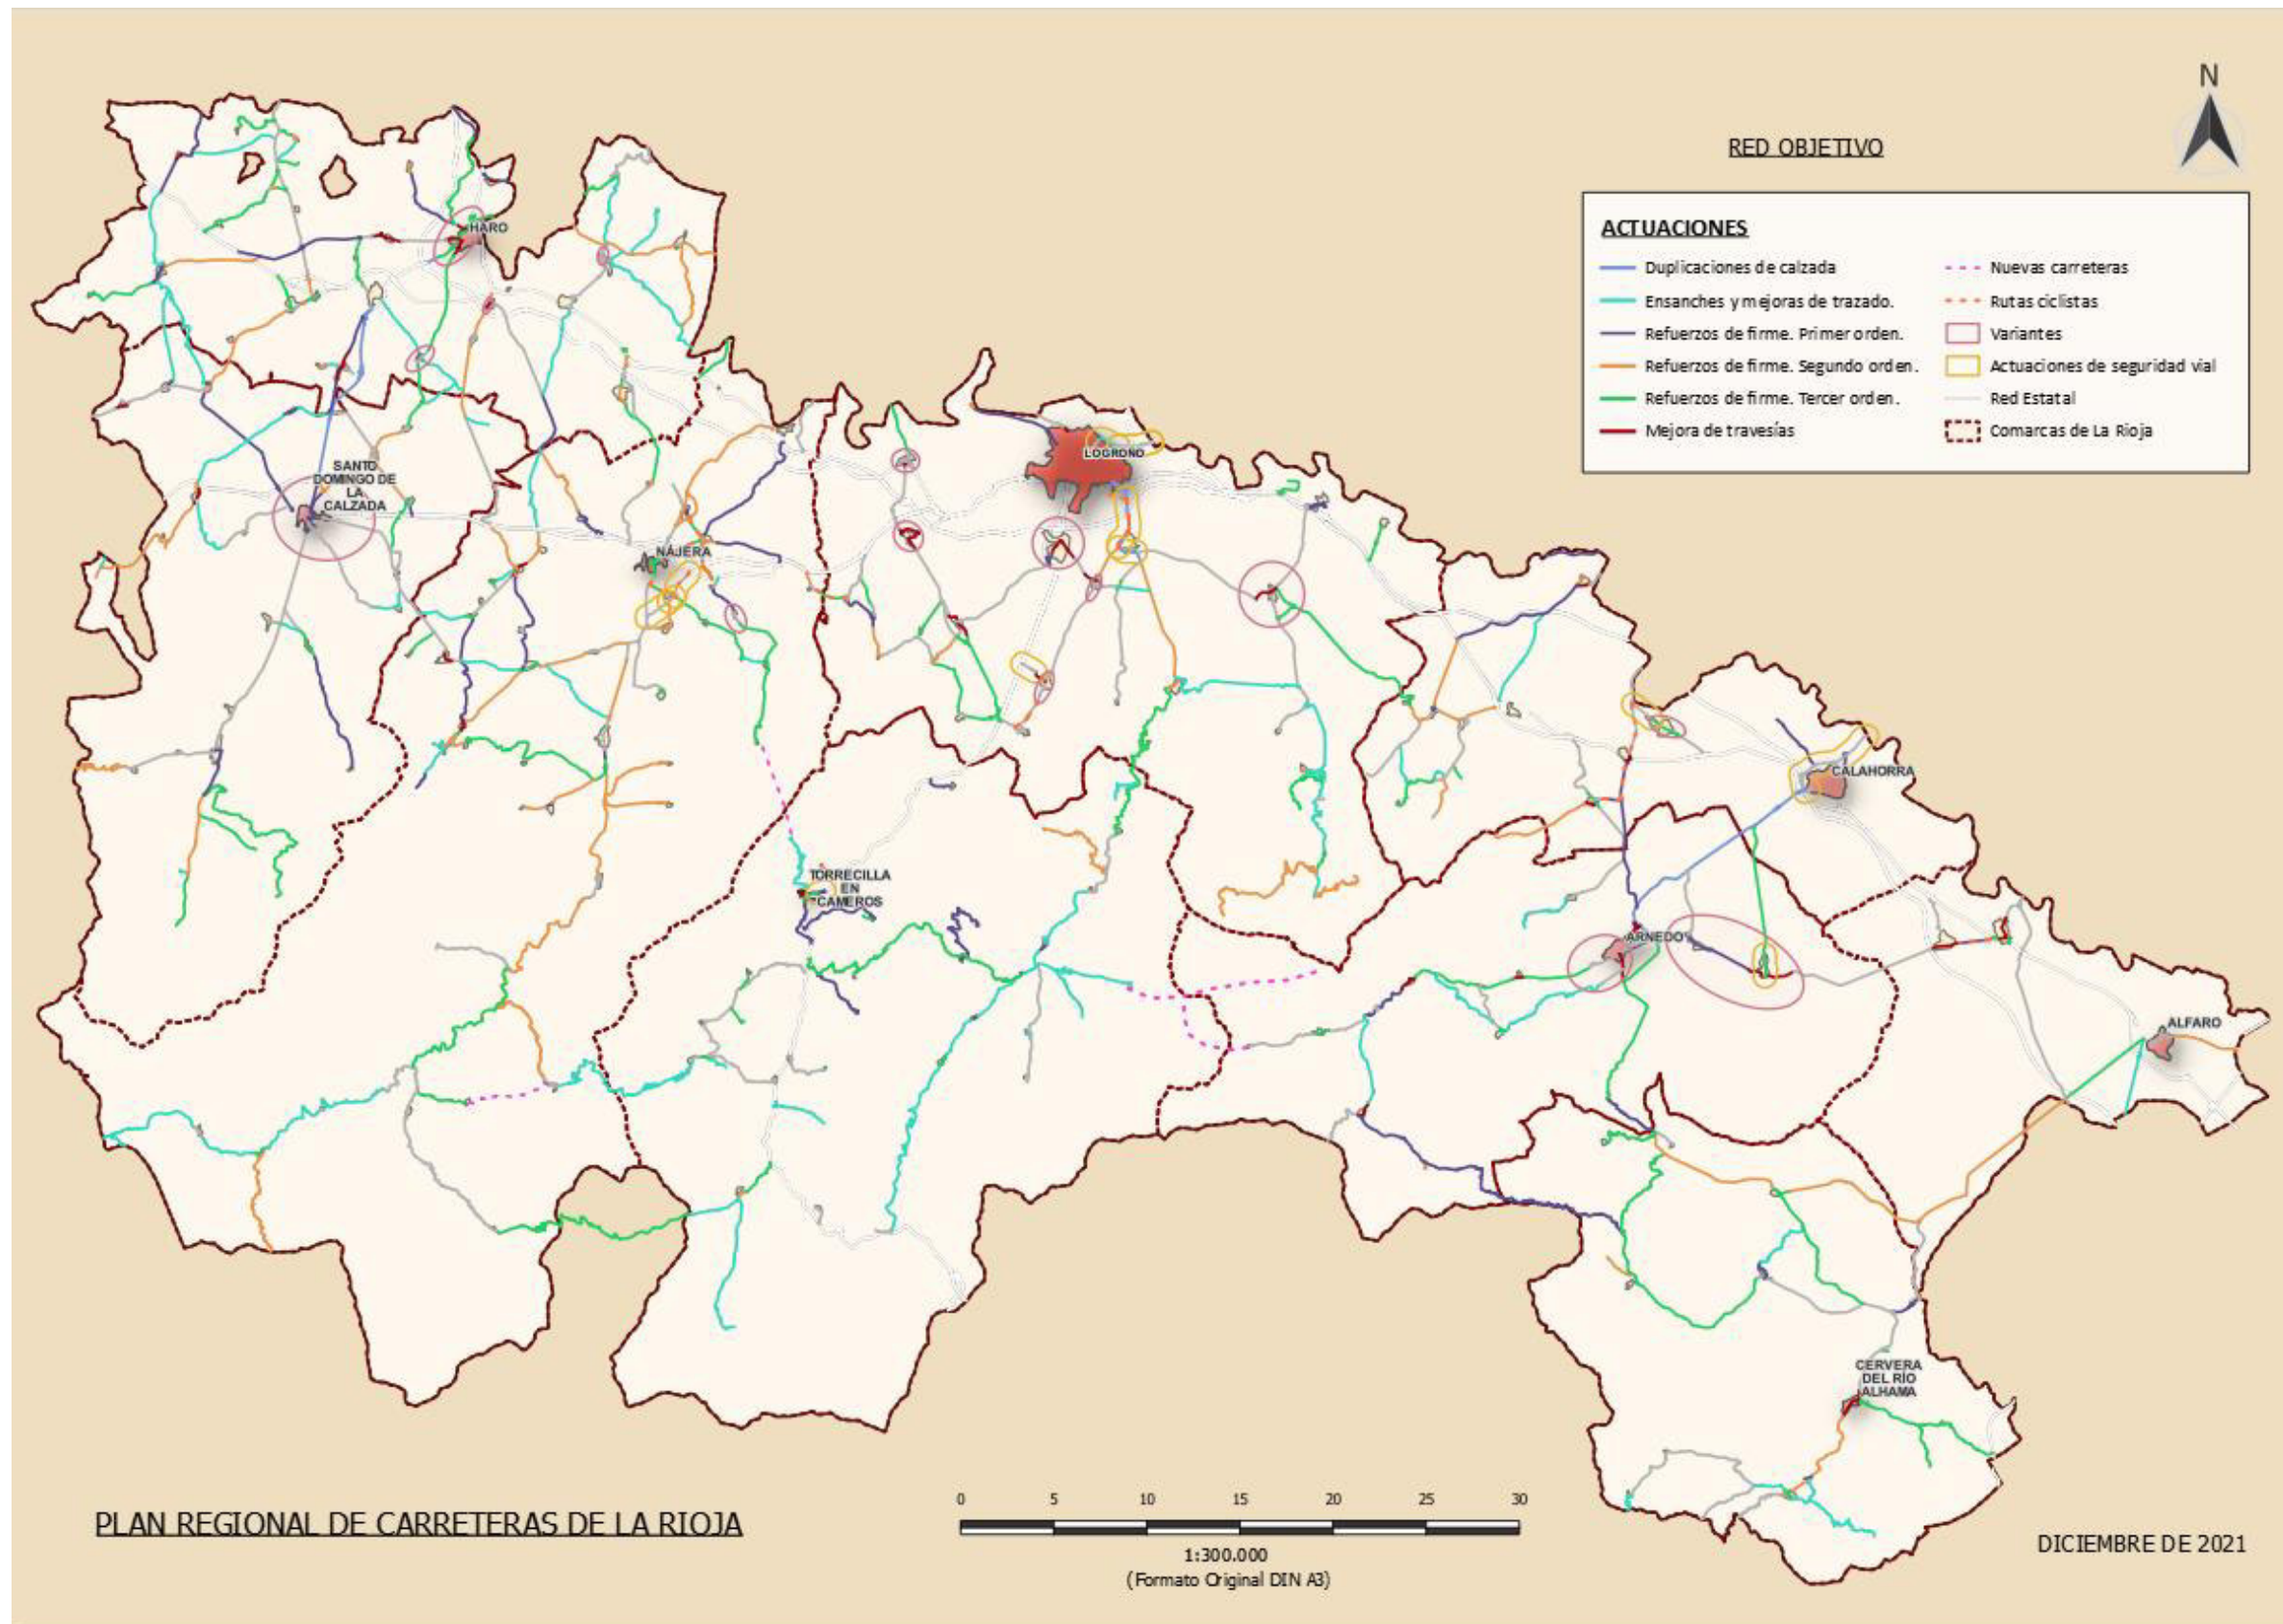 N
RED OBJETIVO
ACTUACIONES
Duplicaciones de calzada
Ensanches y mejoras de trazado.
Refuerzos de firme. Primer orden.
Refuerzos de firme. Segundo orden.
Refuerzos de firme. Tercer orden.
Mejora de travesías
Nuevas carreteras
Rutas ciclistas
Variantes
Actuaciones de seguridad vial
Red Estatal
Comarcas de La Rioja
HARO
LOGROÑO
SANTO
DOMINGO DE
LA
CALZADA
NÁJERA
CALAHORRA
TORRECILLA
EN
CAMEROS
ARNEDO
ALFARO
CERVERA
DEL RÍO
ALHAMA
PLAN REGIONAL DE CARRETERAS DE LA RIOJA
0 5 10 15 20 25 30
1:300.000
(Formato Original DIN A3)
DICIEMBRE DE 2021